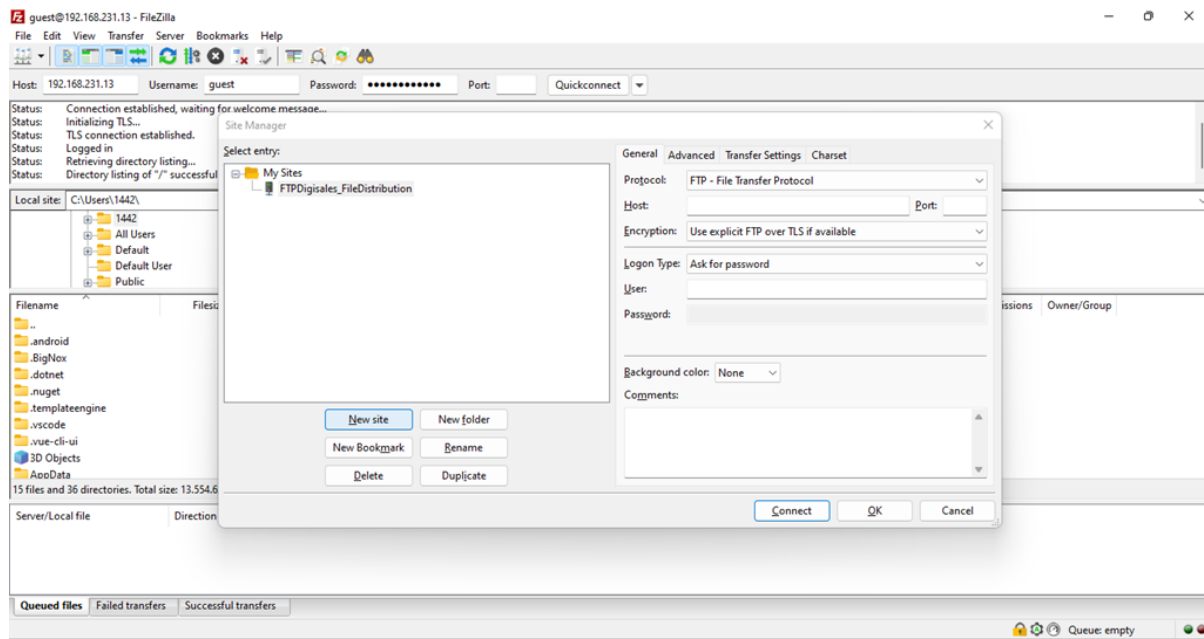 guest@192.168.231.13 - FileZilla
File Edit View Transfer Server Bookmarks Help
Host: 192.168.231.13 Username: guest Password: ●●●●●●●●●●●● Port: Quickconnect
Status: Connection established, waiting for welcome message...
Status: Initializing TLS...
Status: TLS connection established.
Status: Logged in
Status: Retrieving directory listing...
Status: Directory listing of "/" successful
Local site: C:\Users\1442\
1442
All Users
Default
Default User
Public
Filename Filesiz
..
.android
.BigNox
.dotnet
.nuget
.templateengine
.vscode
.vue-cli-ui
3D Objects
AppData
15 files and 36 directories. Total size: 13.554.6
Server/Local file Direction
issions Owner/Group
Site Manager
Select entry:
My Sites
FTPDigisales_FileDistribution
New site New folder
New Bookmark Rename
Delete Duplicate
General Advanced Transfer Settings Charset
Protocol: FTP - File Transfer Protocol
Host: Port:
Encryption: Use explicit FTP over TLS if available
Logon Type: Ask for password
User:
Password:
Background color: None
Comments:
Connect OK Cancel
Queued files Failed transfers Successful transfers
Queue: empty